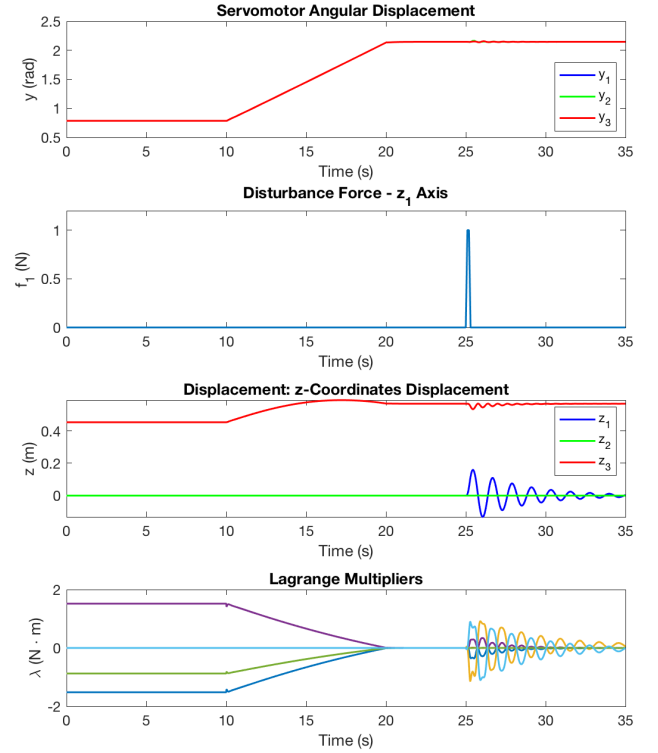 Servomotor Angular Displacement
2.5
2
1.5
1
0.5
y (rad)
y₁
y₂
y₃
0 5 10 15 20 25 30 35
Time (s)
Disturbance Force - z₁ Axis
1
0.5
0
f₁ (N)
0 5 10 15 20 25 30 35
Time (s)
Displacement: z-Coordinates Displacement
0.4
0.2
0
z (m)
z₁
z₂
z₃
0 5 10 15 20 25 30 35
Time (s)
Lagrange Multipliers
2
0
-2
λ (N · m)
0 5 10 15 20 25 30 35
Time (s)